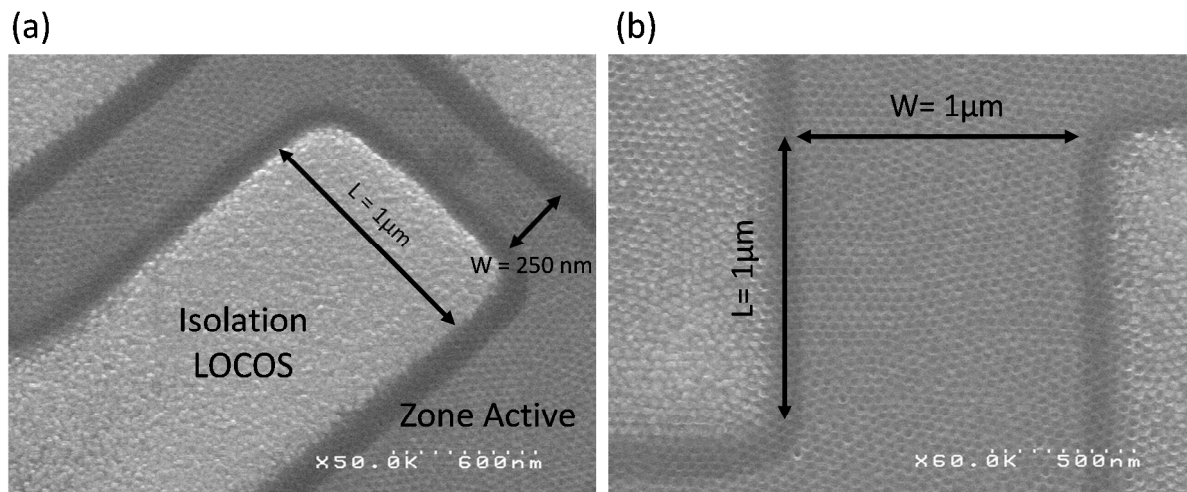 (a)
(b)
L = 1µm
W = 250 nm
Isolation
LOCOS
Zone Active
X50.0K 600nm
W= 1µm
L= 1µm
X60.0K 500nm